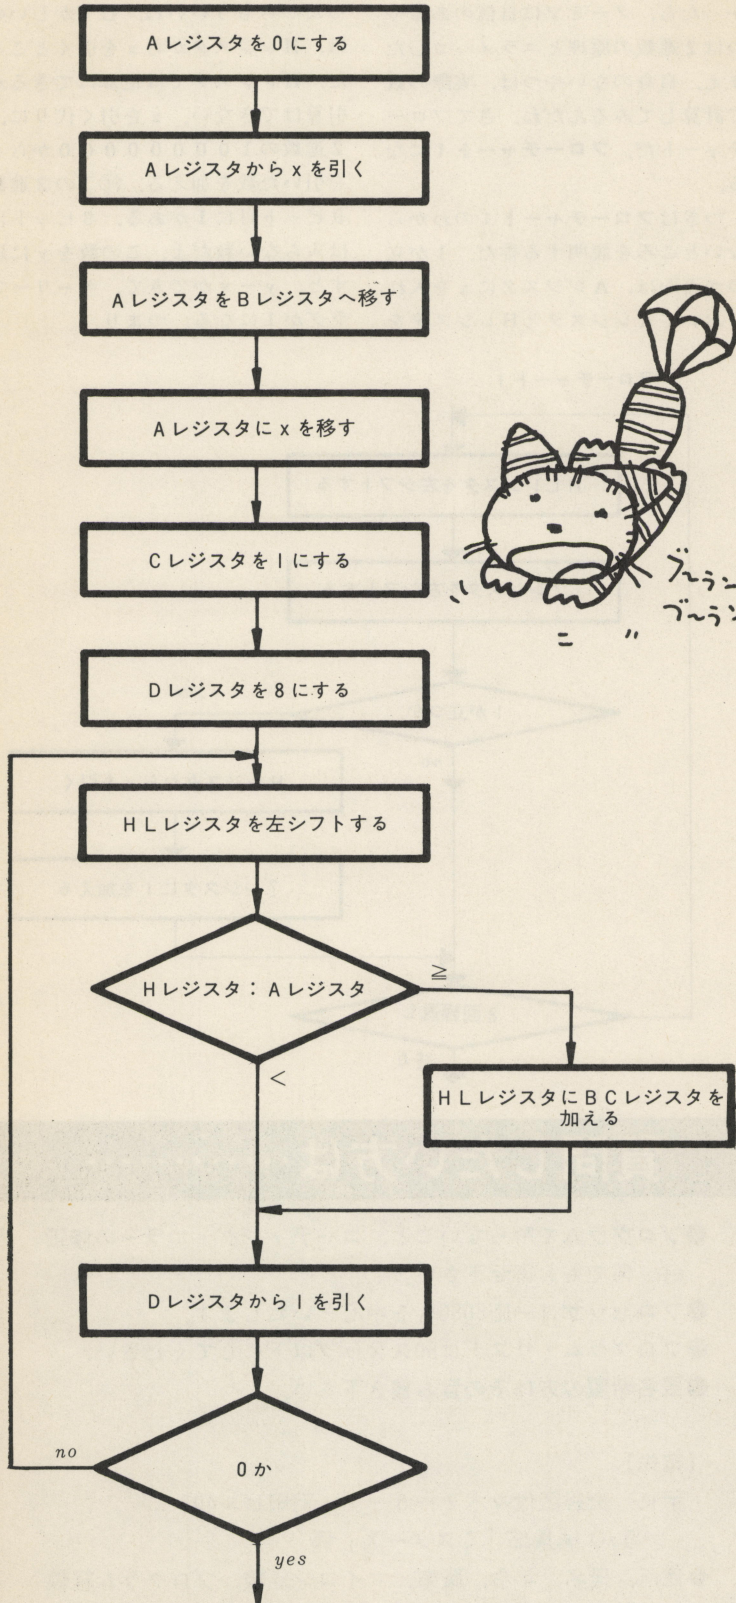 Aレジスタを0にする
Aレジスタからxを引く
AレジスタをBレジスタへ移す
Aレジスタにxを移す
Cレジスタを1にする
Dレジスタを8にする
HLレジスタを左シフトする
Hレジスタ：Aレジスタ
≧
<
HLレジスタにBCレジスタを
加える
Dレジスタから1を引く
0か
no
yes
ブ〜ラン
ブ〜ラン